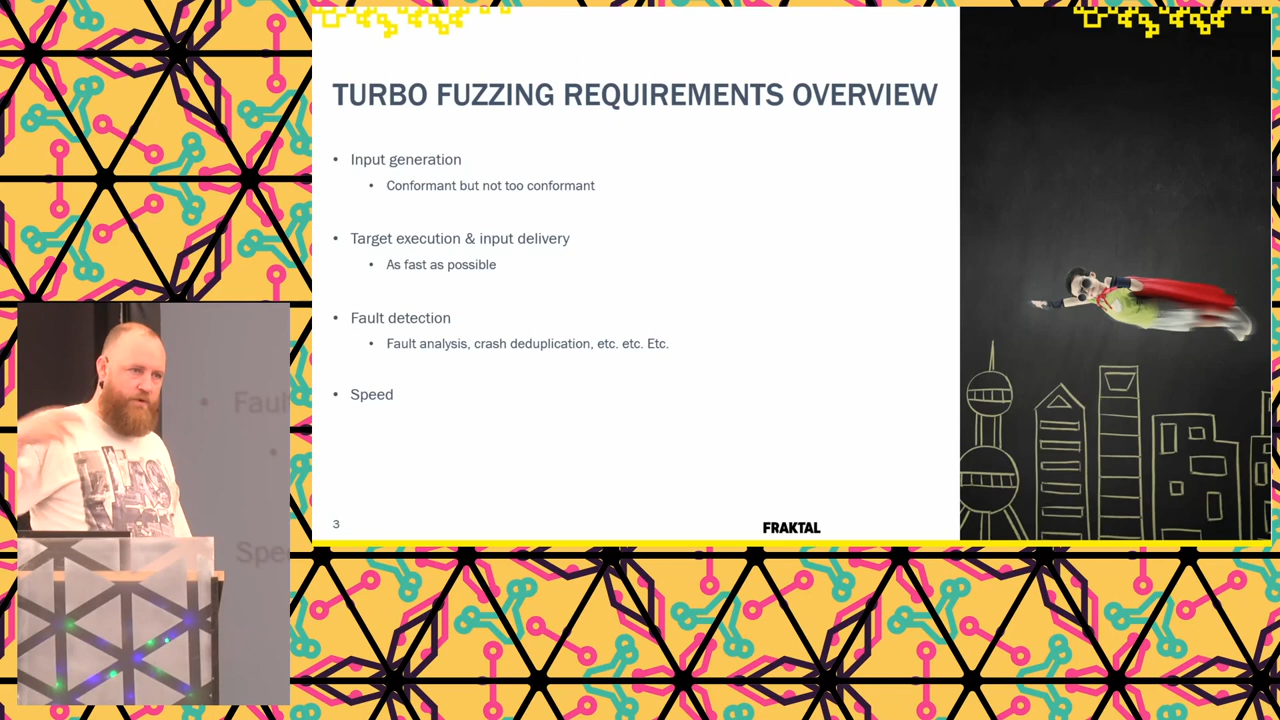 TURBO FUZZING REQUIREMENTS OVERVIEW
• Input generation
• Conformant but not too conformant
• Target execution & input delivery
• As fast as possible
• Fault detection
• Fault analysis, crash deduplication, etc. etc. Etc.
• Speed
3
FRAKTAL